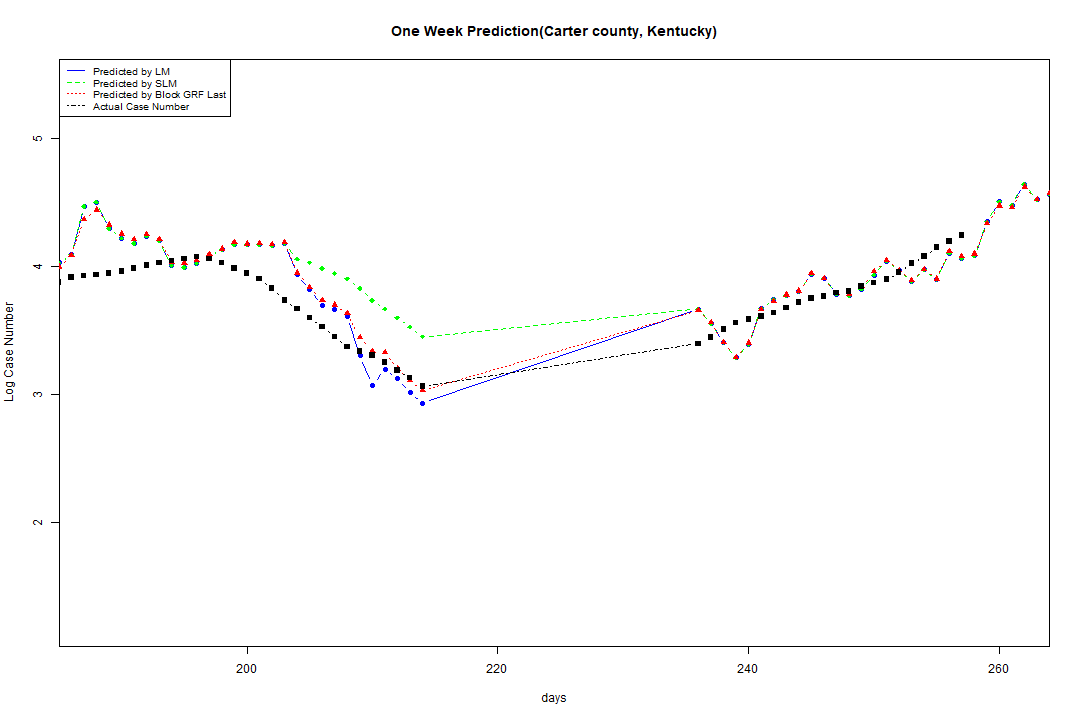 One Week Prediction(Carter county, Kentucky)
Predicted by LM
Predicted by SLM
Predicted by Block GRF Last
Actual Case Number
5
4
3
2
Log Case Number
200
220
240
260
days